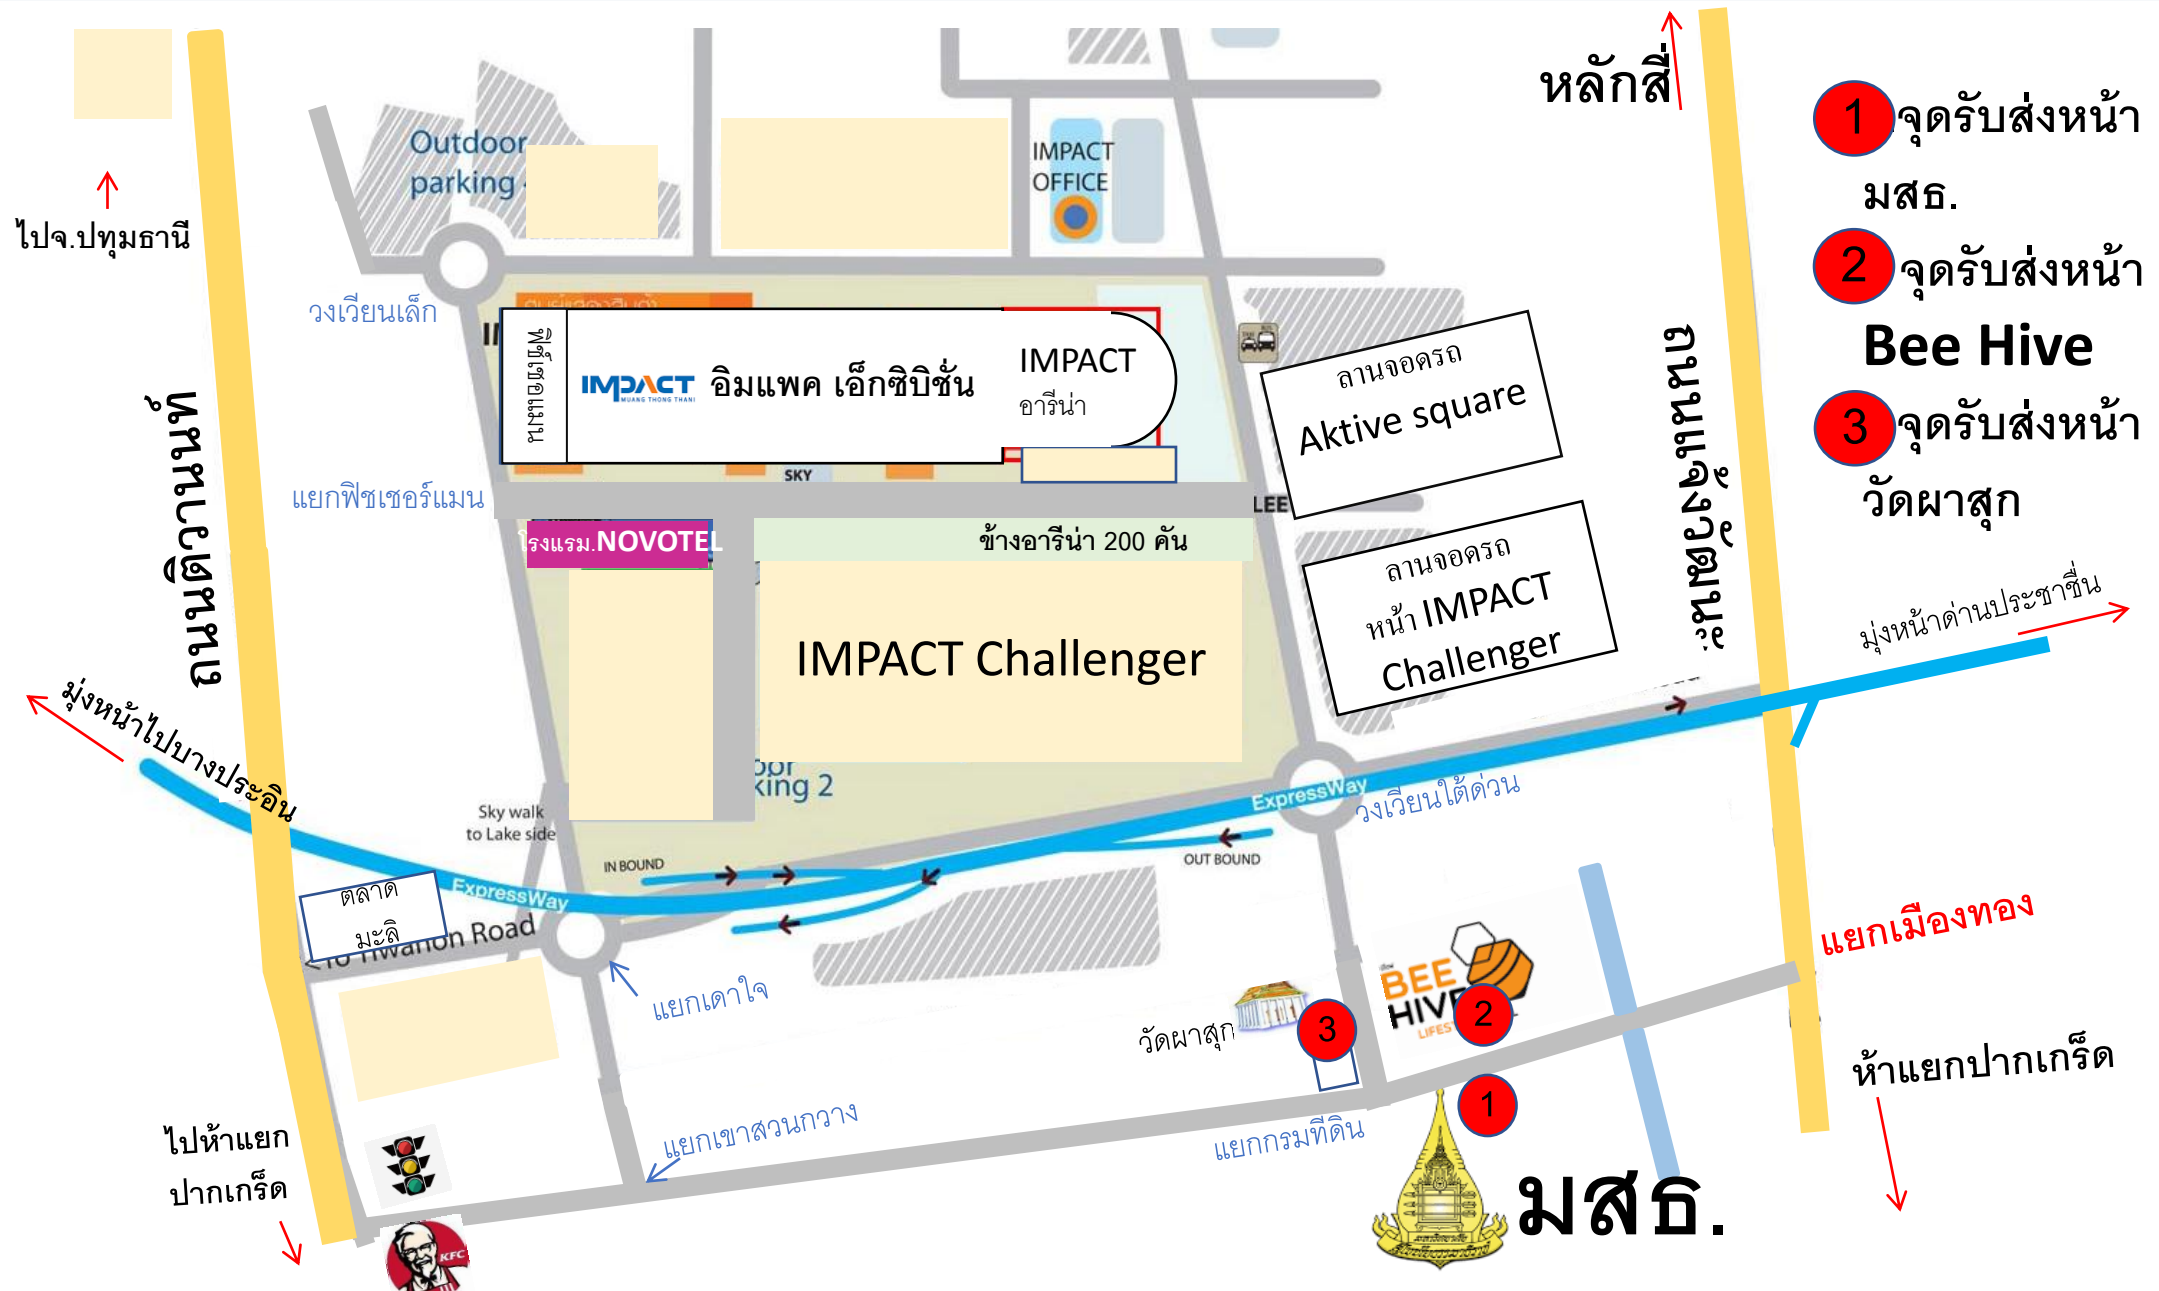 หลักสี่
1 จุดรับส่งหน้า
มสธ.
2 จุดรับส่งหน้า
Bee Hive
3 จุดรับส่งหน้า
วัดผาสุก
Outdoor
parking
IMPACT
OFFICE
ไปจ.ปทุมธานี
วงเวียนเล็ก
ถนนติวานนท์
ฟิชเชอแมน
IMPACT
MUANG THONG THANI
อิมแพค เอ็กซิบิชั่น
IMPACT
อารีน่า
ลานจอดรถ
Aktive square
ถนนแจ้งวัฒนะ
SKY
แยกฟิชเชอร์แมน
LEE
โรงแรม.NOVOTEL
ข้างอารีน่า 200 คัน
ลานจอดรถ
หน้า IMPACT
Challenger
IMPACT Challenger
มุ่งหน้าด่านประชาชื่น
มุ่งหน้าไปบางปะอิน
king 2
ExpressWay
วงเวียนใต้ด่วน
Sky walk
to Lake side
IN BOUND
OUT BOUND
ตลาด
มะลิ
ExpressWay
Road
แยกเมืองทอง
แยกเดาใจ
BEE
HIVE
2
วัดผาสุก
3
ห้าแยกปากเกร็ด
1
แยกเขาสวนกวาง
แยกกรมที่ดิน
ไปห้าแยก
ปากเกร็ด
มสธ.
KFC